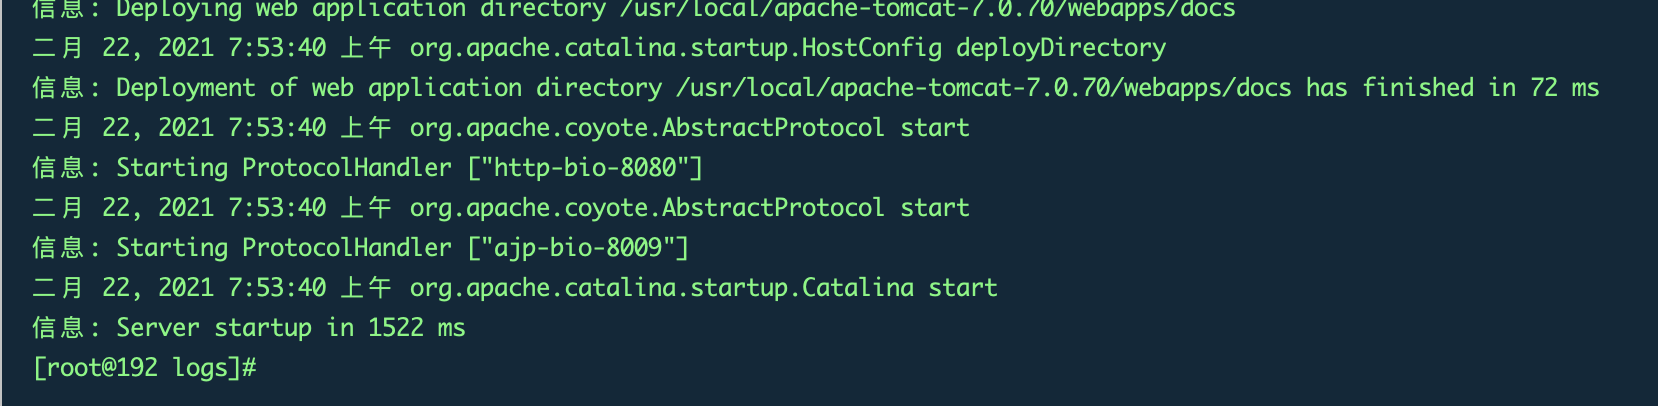 信息: Deploying web application directory /usr/local/apache-tomcat-7.0.70/webapps/docs
二月 22, 2021 7:53:40 上午 org.apache.catalina.startup.HostConfig deployDirectory
信息: Deployment of web application directory /usr/local/apache-tomcat-7.0.70/webapps/docs has finished in 72 ms
二月 22, 2021 7:53:40 上午 org.apache.coyote.AbstractProtocol start
信息: Starting ProtocolHandler ["http-bio-8080"]
二月 22, 2021 7:53:40 上午 org.apache.coyote.AbstractProtocol start
信息: Starting ProtocolHandler ["ajp-bio-8009"]
二月 22, 2021 7:53:40 上午 org.apache.catalina.startup.Catalina start
信息: Server startup in 1522 ms
[root@192 logs]#